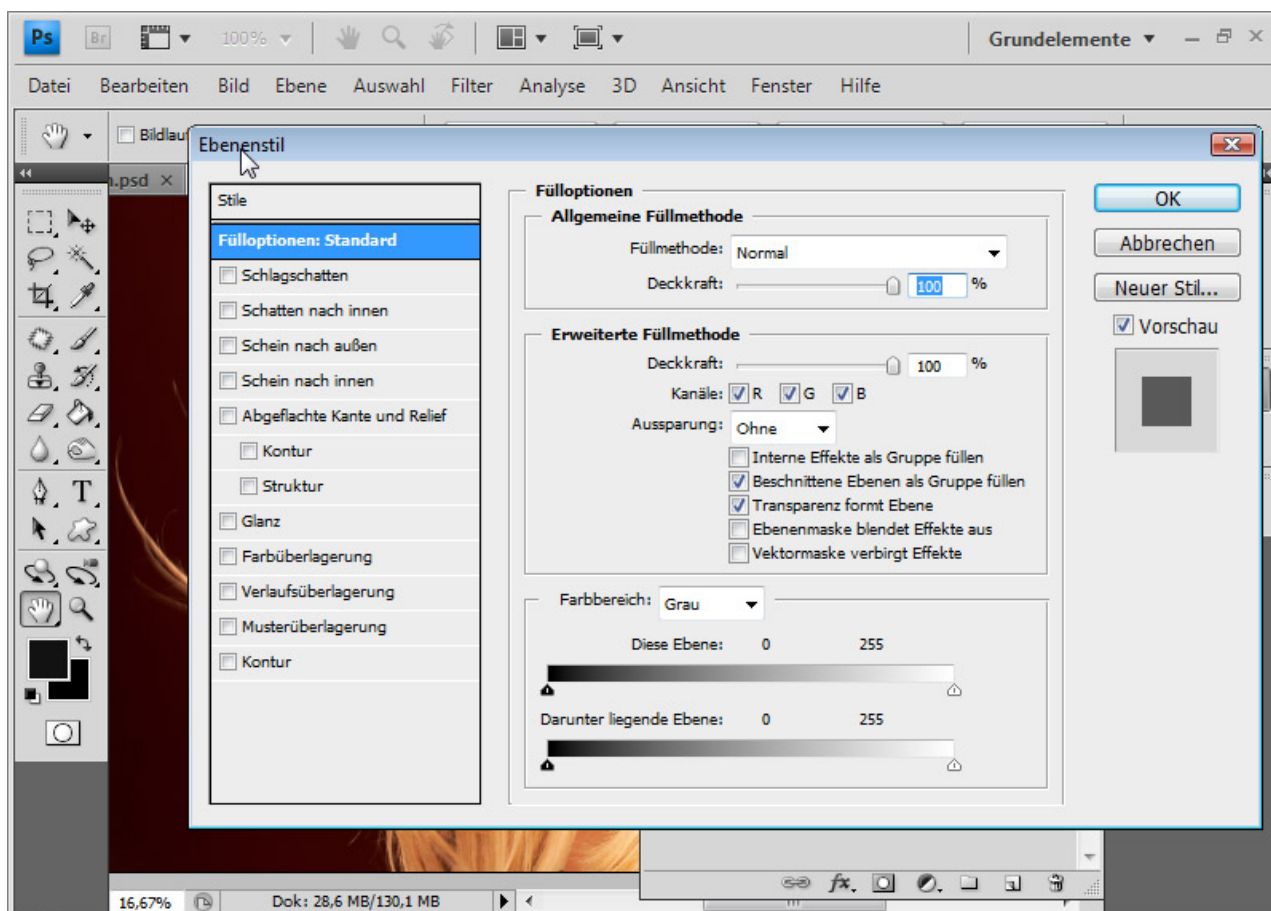 Ps Br 100% Grundelemente
Datei Bearbeiten Bild Ebene Auswahl Filter Analyse 3D Ansicht Fenster Hilfe
Bildlau
Ebenenstil
.psd ×
Stile
Fülloptionen: Standard
Schlagschatten
Schatten nach innen
Schein nach außen
Schein nach innen
Abgeflachte Kante und Relief
Kontur
Struktur
Glanz
Farbüberlagerung
Verlaufsüberlagerung
Musterüberlagerung
Kontur
Fülloptionen
Allgemeine Füllmethode
Füllmethode: Normal
Deckkraft: 100 %
Erweiterte Füllmethode
Deckkraft: 100 %
Kanäle: R G B
Aussparung: Ohne
Interne Effekte als Gruppe füllen
Beschnittene Ebenen als Gruppe füllen
Transparenz formt Ebene
Ebenenmaske blendet Effekte aus
Vektormaske verbirgt Effekte
Farbbereich: Grau
Diese Ebene: 0 255
Darunter liegende Ebene: 0 255
OK
Abbrechen
Neuer Stil...
Vorschau
T
fx.
16,67% Dok: 28,6 MB/130,1 MB